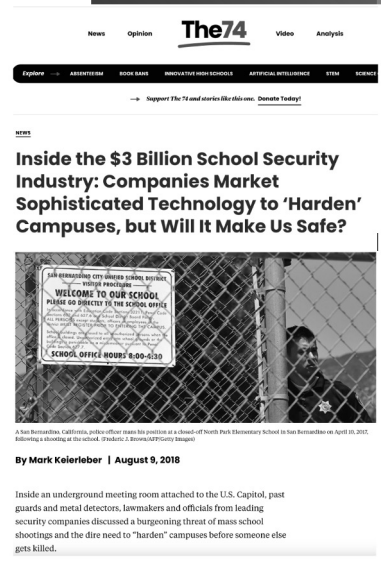 News
Opinion
The74
Video
Analysis
Explore → ABSENTEEISM BOOK BANS INNOVATIVE HIGH SCHOOLS ARTIFICIAL INTELLIGENCE STEM SCIENCE
→ Support The 74 and stories like this one. Donate Today!
NEWS
Inside the $3 Billion School Security
Industry: Companies Market
Sophisticated Technology to ‘Harden’
Campuses, but Will It Make Us Safe?
SAN BERNARDINO CITY UNIFIED SCHOOL DISTRICT
VISITOR PROCEDURE
WELCOME TO OUR SCHOOL
PLEASE GO DIRECTLY TO THE SCHOOL OFFICE
SCHOOL OFFICE HOURS 8:00-4:30
A San Bernardino, California, police officer mans his position at a closed-off North Park Elementary School in San Bernardino on April 10, 2017,
following a shooting at the school. (Frederic J. Brown/AFP/Getty Images)
By Mark Keierleber | August 9, 2018
Inside an underground meeting room attached to the U.S. Capitol, past
guards and metal detectors, lawmakers and officials from leading
security companies discussed a burgeoning threat of mass school
shootings and the dire need to “harden” campuses before someone else
gets killed.